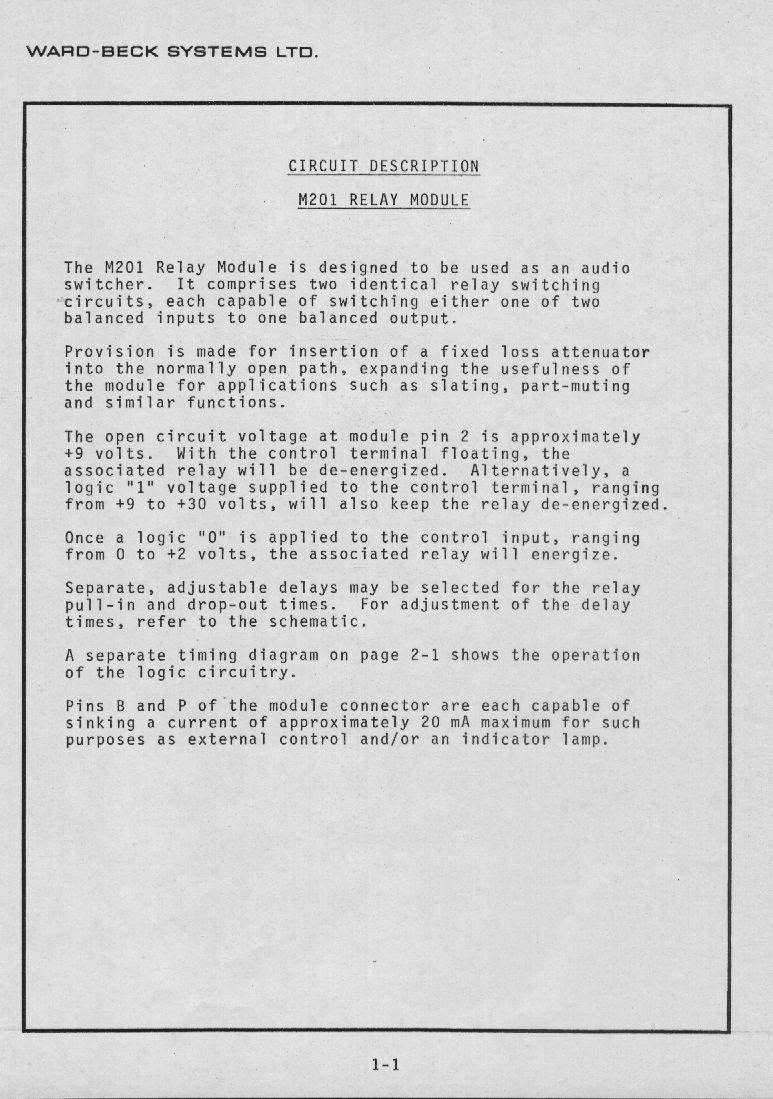 WARD-BECK SYSTEMS LTD.
CIRCUIT DESCRIPTION
M201 RELAY MODULE
The M201 Relay Module is designed to be used as an audio
switcher. It comprises two identical relay switching
circuits, each capable of switching either one of two
balanced inputs to one balanced output.
Provision is made for insertion of a fixed loss attenuator
into the normally open path, expanding the usefulness of
the module for applications such as slating, part-muting
and similar functions.
The open circuit voltage at module pin 2 is approximately
+9 volts. With the control terminal floating, the
associated relay will be de-energized. Alternatively, a
logic "1" voltage supplied to the control terminal, ranging
from +9 to +30 volts, will also keep the relay de-energized.
Once a logic "0" is applied to the control input, ranging
from 0 to +2 volts, the associated relay will energize.
Separate, adjustable delays may be selected for the relay
pull-in and drop-out times. For adjustment of the delay
times, refer to the schematic.
A separate timing diagram on page 2-1 shows the operation
of the logic circuitry.
Pins B and P of the module connector are each capable of
sinking a current of approximately 20 mA maximum for such
purposes as external control and/or an indicator lamp.
1-1